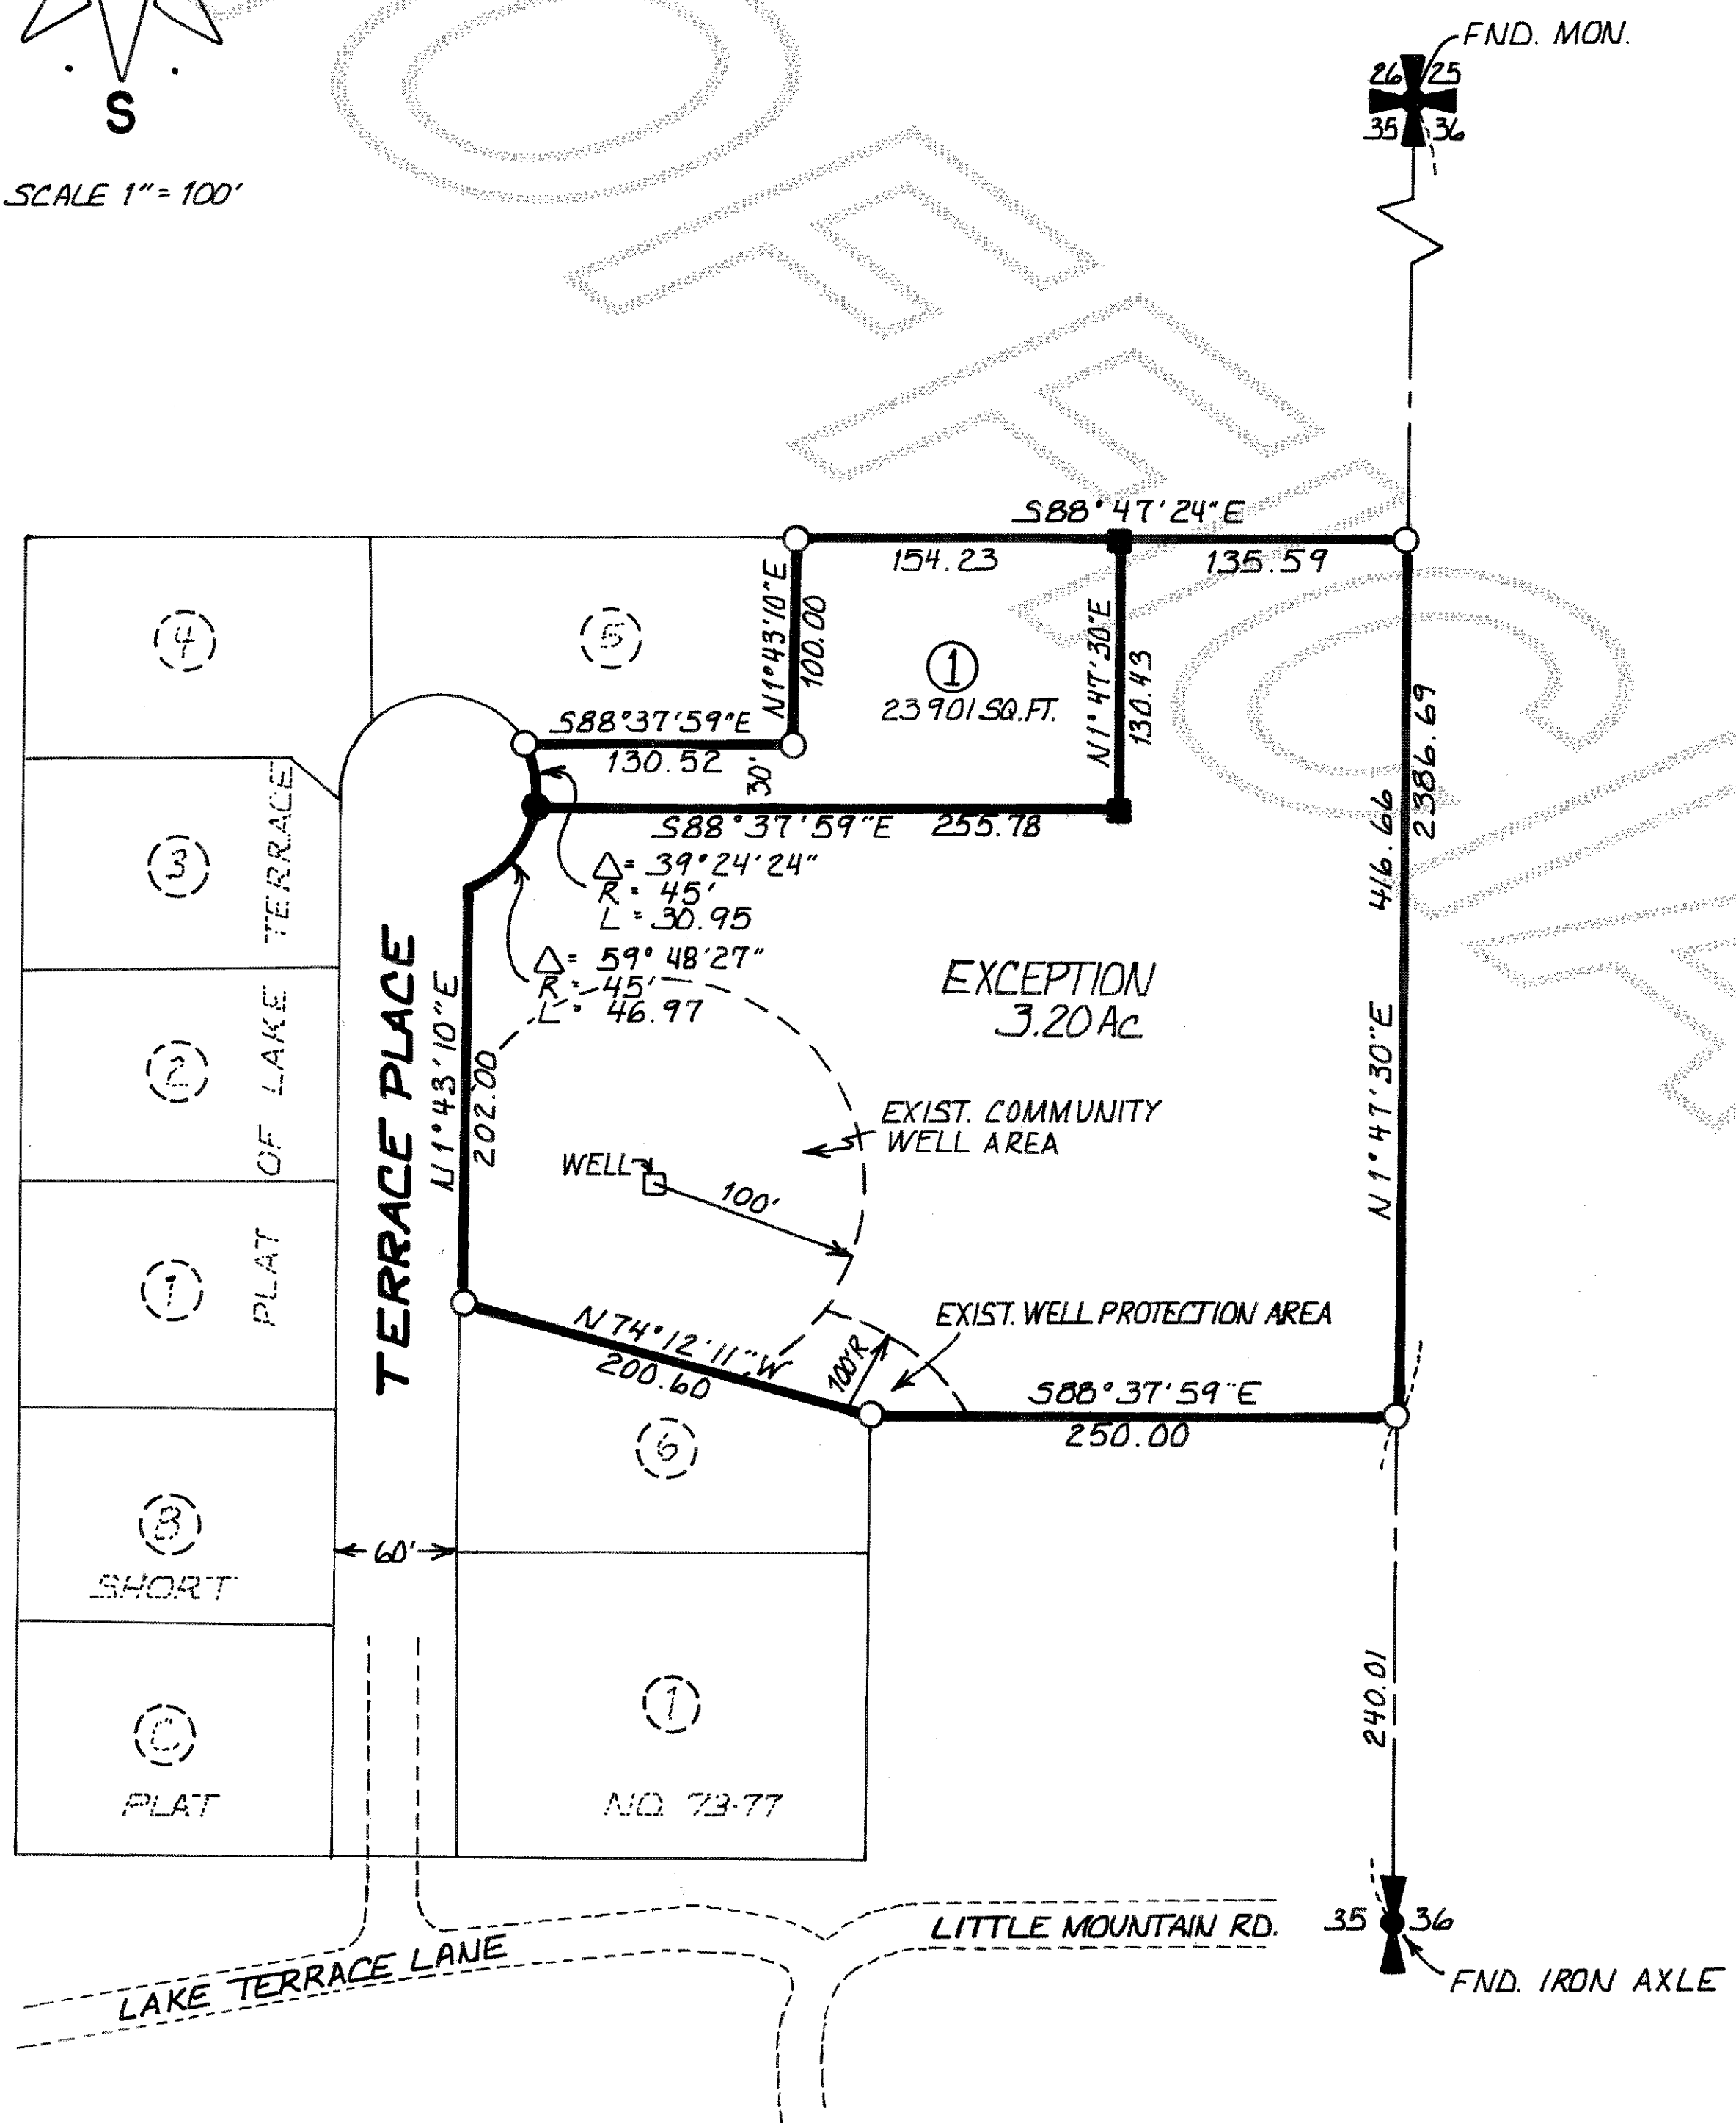 S
SCALE 1"= 100'
FND. MON.
26 25
35 36
S88°47'24"E
154.23
135.59
N1°43'10"E
100.00
4
5
1
23901 SQ.FT.
N1°47'30"E
130.43
2386.69
S88°37'59"E
130.52
30'
S88°37'59"E 255.78
416.66
N1°47'30"E
3
Δ= 39°24'24"
R= 45'
L= 30.95
Δ= 59°48'27"
R= 45'
L= 46.97
EXCEPTION
3.20 Ac
PLAT OF LAKE TERRACE
TERRACE PLACE
N1°43'10"E
202.00
2
EXIST. COMMUNITY
WELL AREA
WELL
100'
1
EXIST. WELL PROTECTION AREA
N74°12'11"W
200.60
100'R
S88°37'59"E
250.00
6
B
60'
SHORT
240.01
C
1
PLAT
NO. 73-77
LITTLE MOUNTAIN RD.
35 36
LAKE TERRACE LANE
FND. IRON AXLE